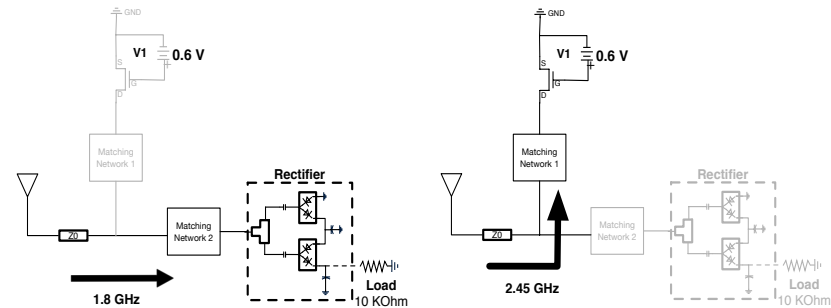 GND
V1
0.6 V
S
G
D
Matching
Network 1
Rectifier
Z0
Matching
Network 2
1.8 GHz
Load
10 KOhm
GND
V1
0.6 V
S
G
D
Matching
Network 1
Rectifier
Z0
Matching
Network 2
2.45 GHz
Load
10 KOhm